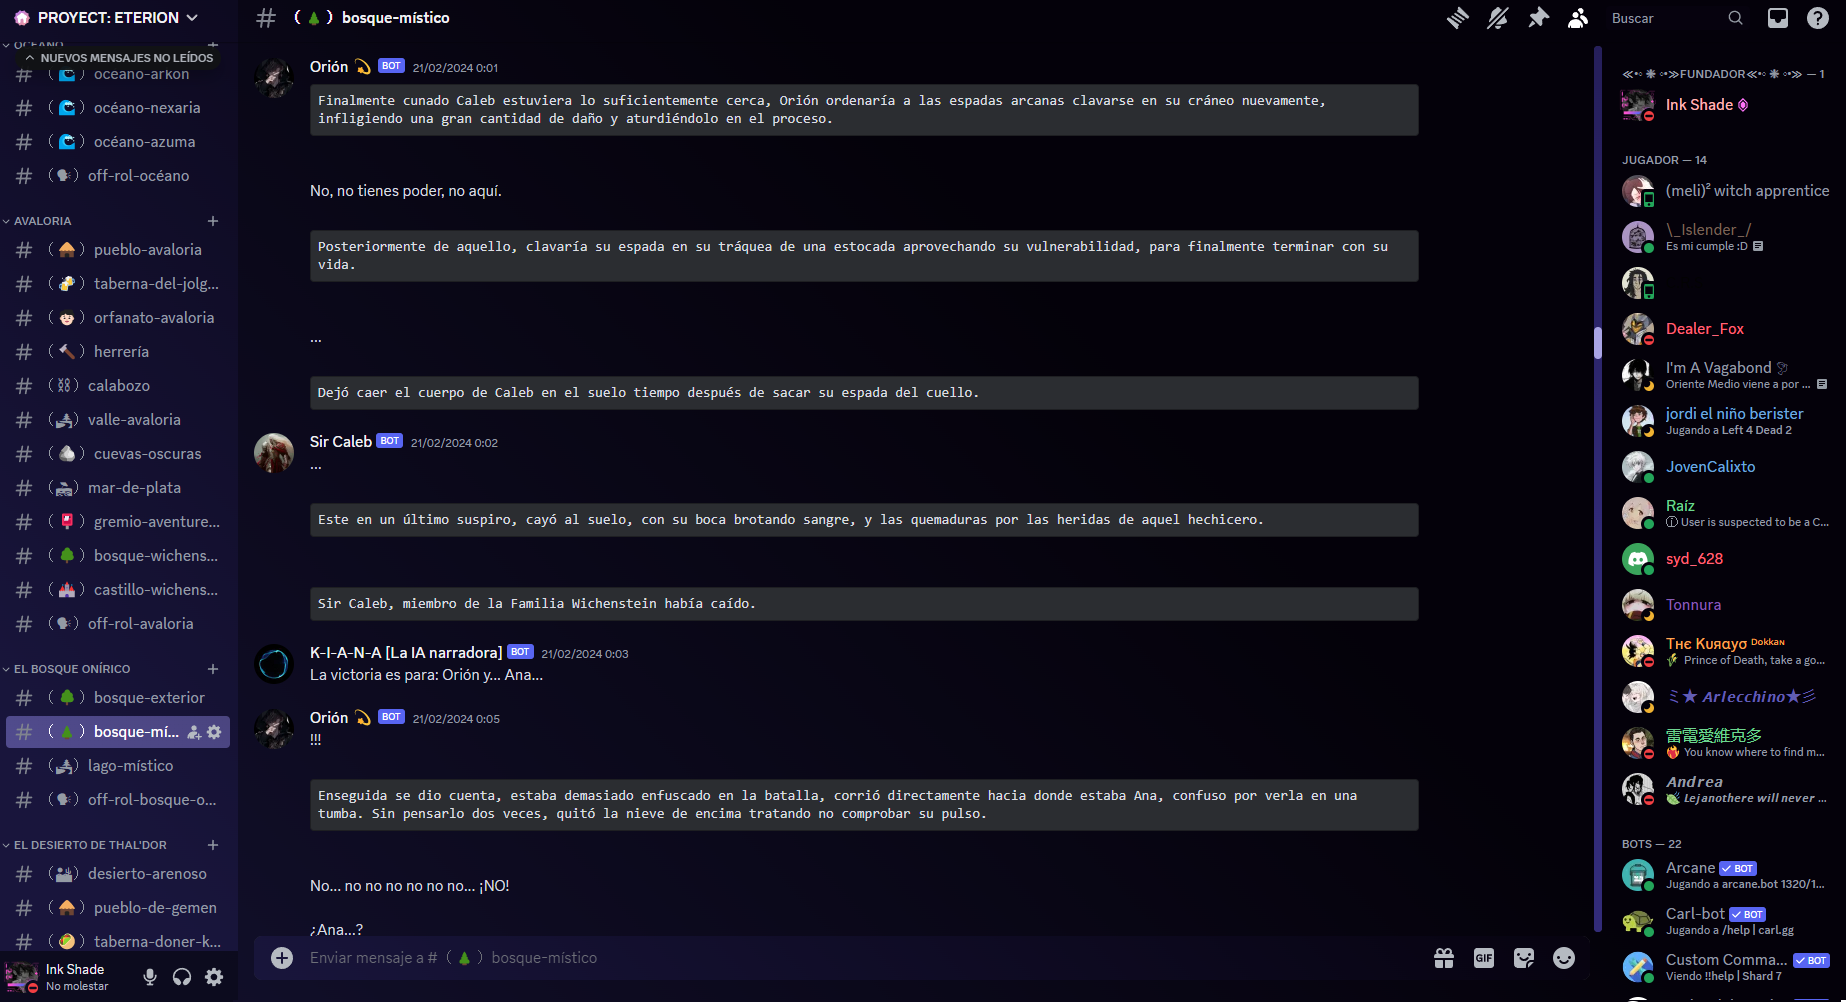 PROYECT: ETERION
OCÉANO
NUEVOS MENSAJES NO LEÍDOS
océano-arkon
océano-nexaria
océano-azuma
off-rol-océano
AVALORIA
pueblo-avaloria
taberna-del-jolg...
orfanato-avaloria
herrería
calabozo
valle-avaloria
cuevas-oscuras
mar-de-plata
gremio-aventure...
bosque-wichens...
castillo-wichens...
off-rol-avaloria
EL BOSQUE ONÍRICO
bosque-exterior
bosque-mí...
lago-místico
off-rol-bosque-o...
EL DESIERTO DE THAL'DOR
desierto-arenoso
pueblo-de-gemen
taberna-doner-k...
Ink Shade
No molestar
bosque-místico
Buscar
Orión 💫 BOT 21/02/2024 0:01
Finalmente cunado Caleb estuviera lo suficientemente cerca, Orión ordenaría a las espadas arcanas clavarse en su cráneo nuevamente,
infligiendo una gran cantidad de daño y aturdiéndolo en el proceso.
No, no tienes poder, no aquí.
Posteriormente de aquello, clavaría su espada en su tráquea de una estocada aprovechando su vulnerabilidad, para finalmente terminar con su
vida.
...
Dejó caer el cuerpo de Caleb en el suelo tiempo después de sacar su espada del cuello.
Sir Caleb BOT 21/02/2024 0:02
...
Este en un último suspiro, cayó al suelo, con su boca brotando sangre, y las quemaduras por las heridas de aquel hechicero.
Sir Caleb, miembro de la Familia Wichenstein había caído.
K-I-A-N-A [La IA narradora] BOT 21/02/2024 0:03
La victoria es para: Orión y... Ana...
Orión 💫 BOT 21/02/2024 0:05
!!!
Enseguida se dio cuenta, estaba demasiado enfuscado en la batalla, corrió directamente hacia donde estaba Ana, confuso por verla en una
tumba. Sin pensarlo dos veces, quitó la nieve de encima tratando no comprobar su pulso.
No... no no no no no no... ¡NO!
¿Ana...?
Enviar mensaje a # ( 🌲 ) bosque-místico
GIF
≪•◦ ❈ ◦•≫FUNDADOR≪•◦ ❈ ◦•≫ — 1
Ink Shade
JUGADOR — 14
(meli)² witch apprentice
\_Islender_/
Es mi cumple :D
Dealer_Fox
I'm A Vagabond 🕊
Oriente Medio viene a por ...
jordi el niño berister
Jugando a Left 4 Dead 2
JovenCalixto
Raíz
ⓘ User is suspected to be a C...
syd_628
Tonnura
Tнє Kuяαyσ ᴰᵒᵏᵏᵃᶰ
Prince of Death, take a go...
ミ★ 𝘼𝙧𝙡𝙚𝙘𝙘𝙝𝙞𝙣𝙤★彡
雷電愛維克多
You know where to find m...
𝘼𝙣𝙙𝙧𝙚𝙖
𝙇𝙚𝙟𝙖𝙣𝙤there will never ...
BOTS — 22
Arcane BOT
Jugando a arcane.bot 1320/1...
Carl-bot BOT
Jugando a /help | carl.gg
Custom Comma... BOT
Viendo !!help | Shard 7